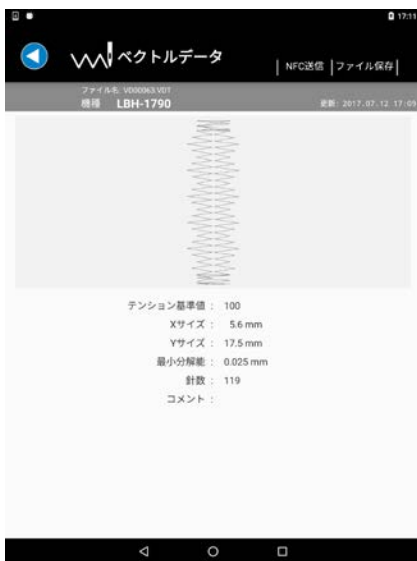 17:11
ベクトルデータ
NFC送信
ファイル保存
ファイル名: VD00063.VDT
機種 LBH-1790
更新: 2017.07.12 17:09
テンション基準値 : 100
Xサイズ : 5.6 mm
Yサイズ : 17.5 mm
最小分解能 : 0.025 mm
針数 : 119
コメント :